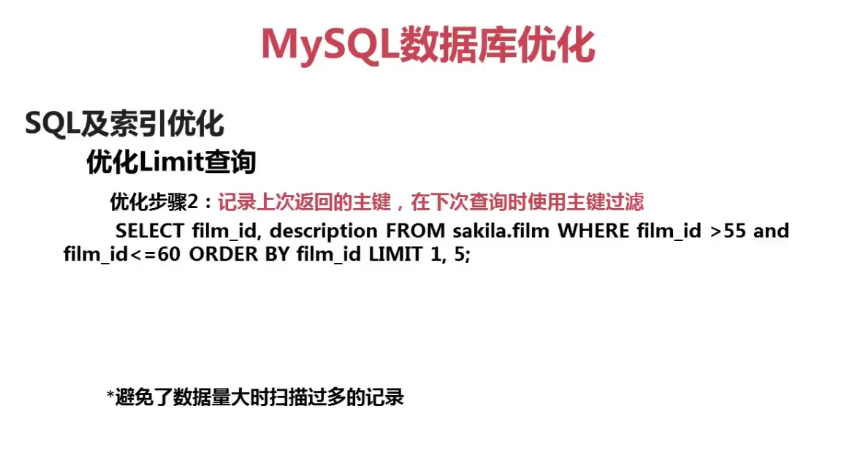 MySQL数据库优化
SQL及索引优化
优化Limit查询
优化步骤2：记录上次返回的主键，在下次查询时使用主键过滤
SELECT film_id, description FROM sakila.film WHERE film_id >55 and
film_id<=60 ORDER BY film_id LIMIT 1, 5;
*避免了数据量大时扫描过多的记录